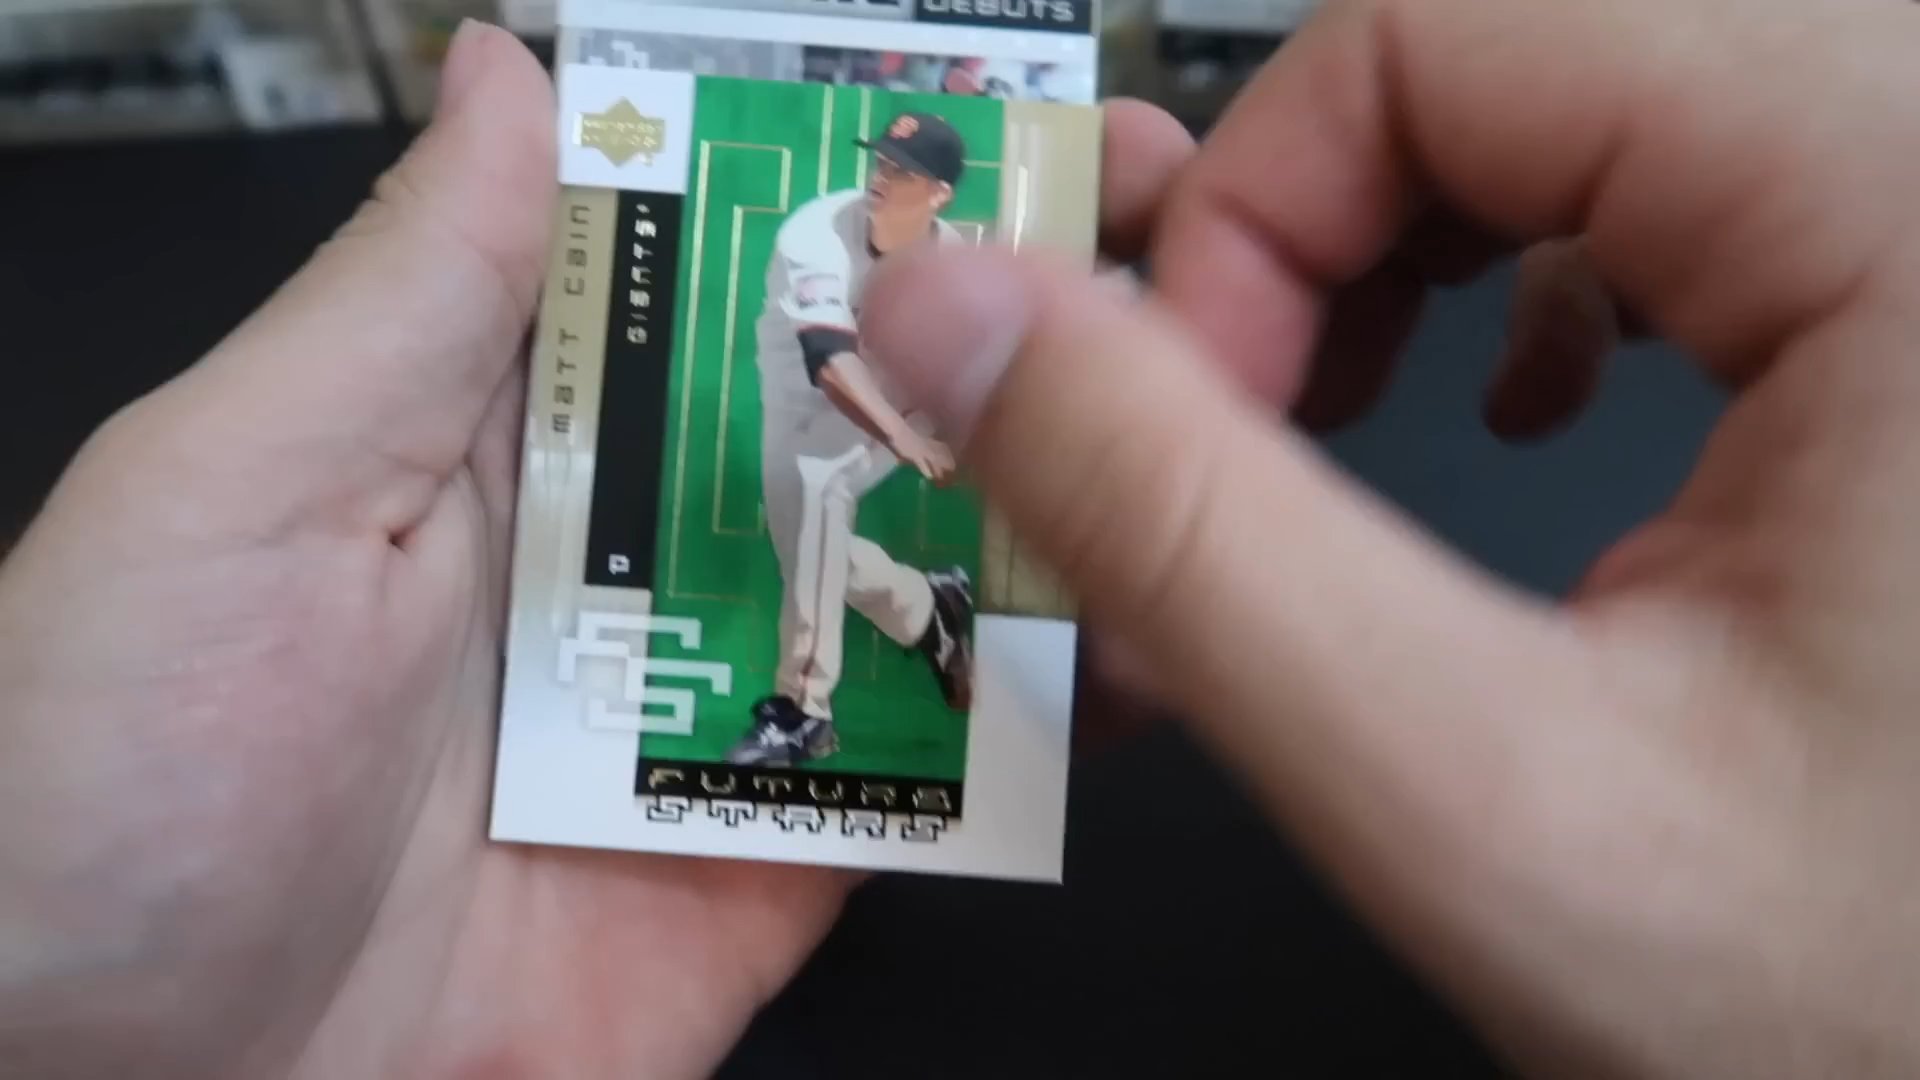 DEBUTS
MATT CAIN
GIANTS,
P
FUTURE
STARS